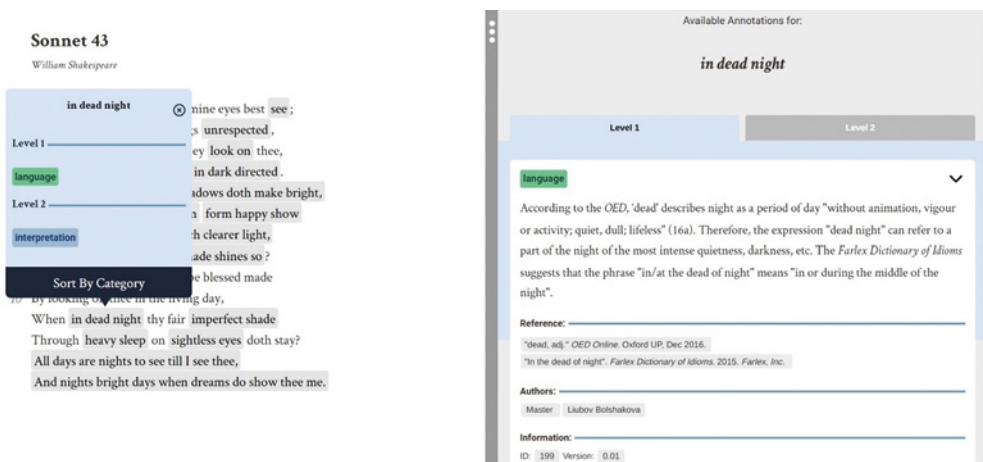 Sonnet 43
William Shakespeare
in dead night
Level 1
language
Level 2
interpretation
Sort By Category
mine eyes best see ;
unrespected ,
look on thee,
in dark directed .
doth make bright,
form happy show
clearer light,
shines so ?
be blessed made
By looking on thee in the living day,
When in dead night thy fair imperfect shade
Through heavy sleep on sightless eyes doth stay?
All days are nights to see till I see thee,
And nights bright days when dreams do show thee me.
Available Annotations for:
in dead night
Level 1
Level 2
language
According to the OED, 'dead' describes night as a period of day "without animation, vigour
or activity; quiet, dull; lifeless" (16a). Therefore, the expression "dead night" can refer to a
part of the night of the most intense quietness, darkness, etc. The Farlex Dictionary of Idioms
suggests that the phrase "in/at the dead of night" means "in or during the middle of the
night".
Reference:
"dead, adj." OED Online. Oxford UP, Dec 2016.
"In the dead of night". Farlex Dictionary of Idioms. 2015. Farlex, Inc.
Authors:
Master Liubov Bolshakova
Information:
ID: 199 Version: 0.01